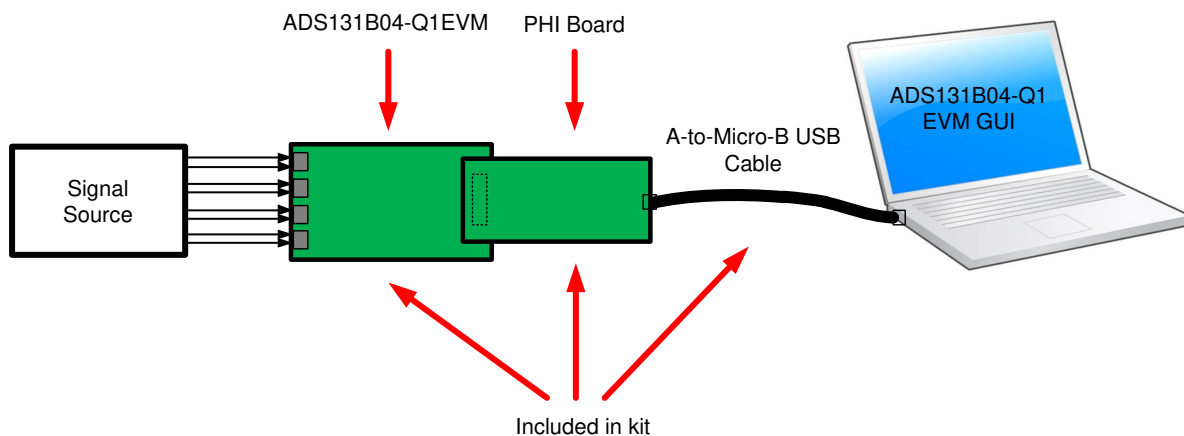 ADS131B04-Q1EVM
PHI Board
ADS131B04-Q1
EVM GUI
A-to-Micro-B USB
Cable
Signal
Source
Included in kit